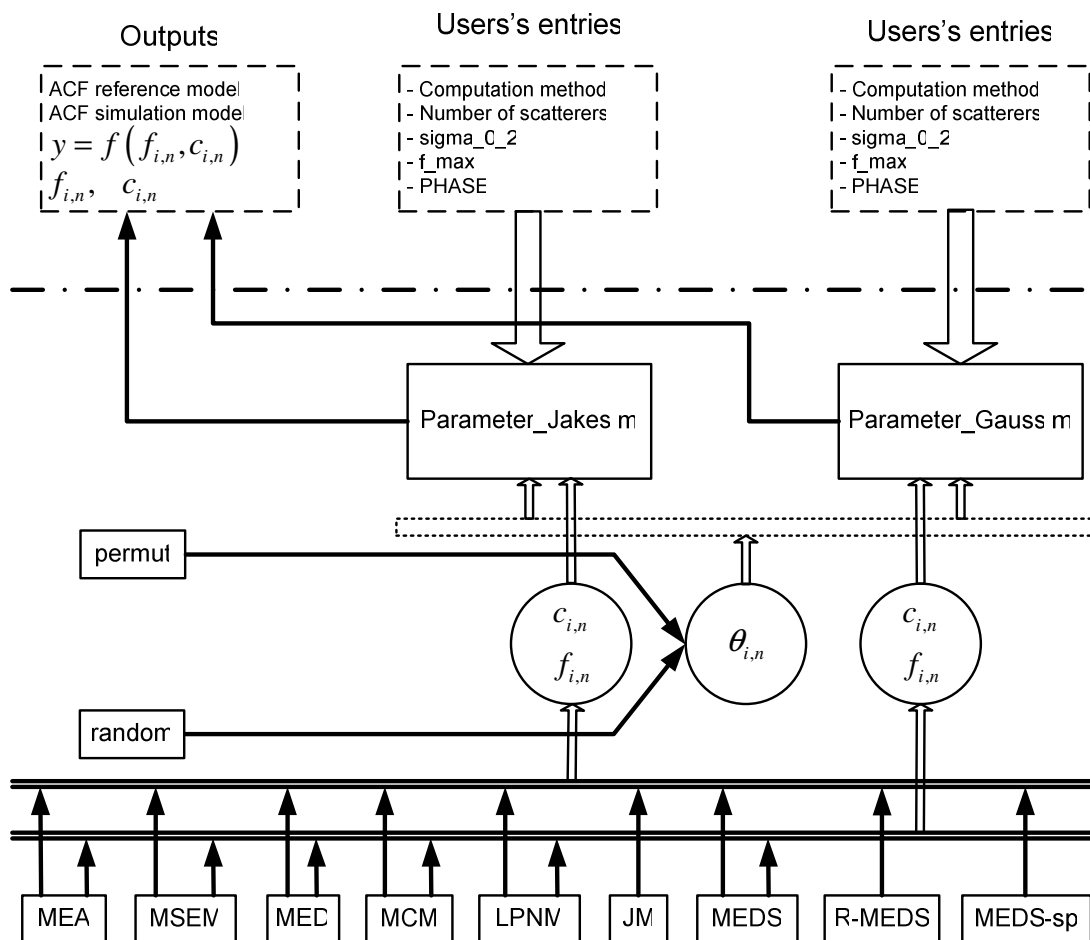 Outputs
ACF reference model
ACF simulation model
y = f(f_{i,n}, c_{i,n})
f_{i,n}, c_{i,n}
Users's entries
- Computation method
- Number of scatterers
- sigma_0_2
- f_max
- PHASE
Users's entries
- Computation method
- Number of scatterers
- sigma_0_2
- f_max
- PHASE
Parameter_Jakes m
Parameter_Gauss m
permut
random
c_{i,n}
f_{i,n}
θ_{i,n}
c_{i,n}
f_{i,n}
MEA
MSEM
MED
MCM
LPNM
JM
MEDS
R-MEDS
MEDS-sp